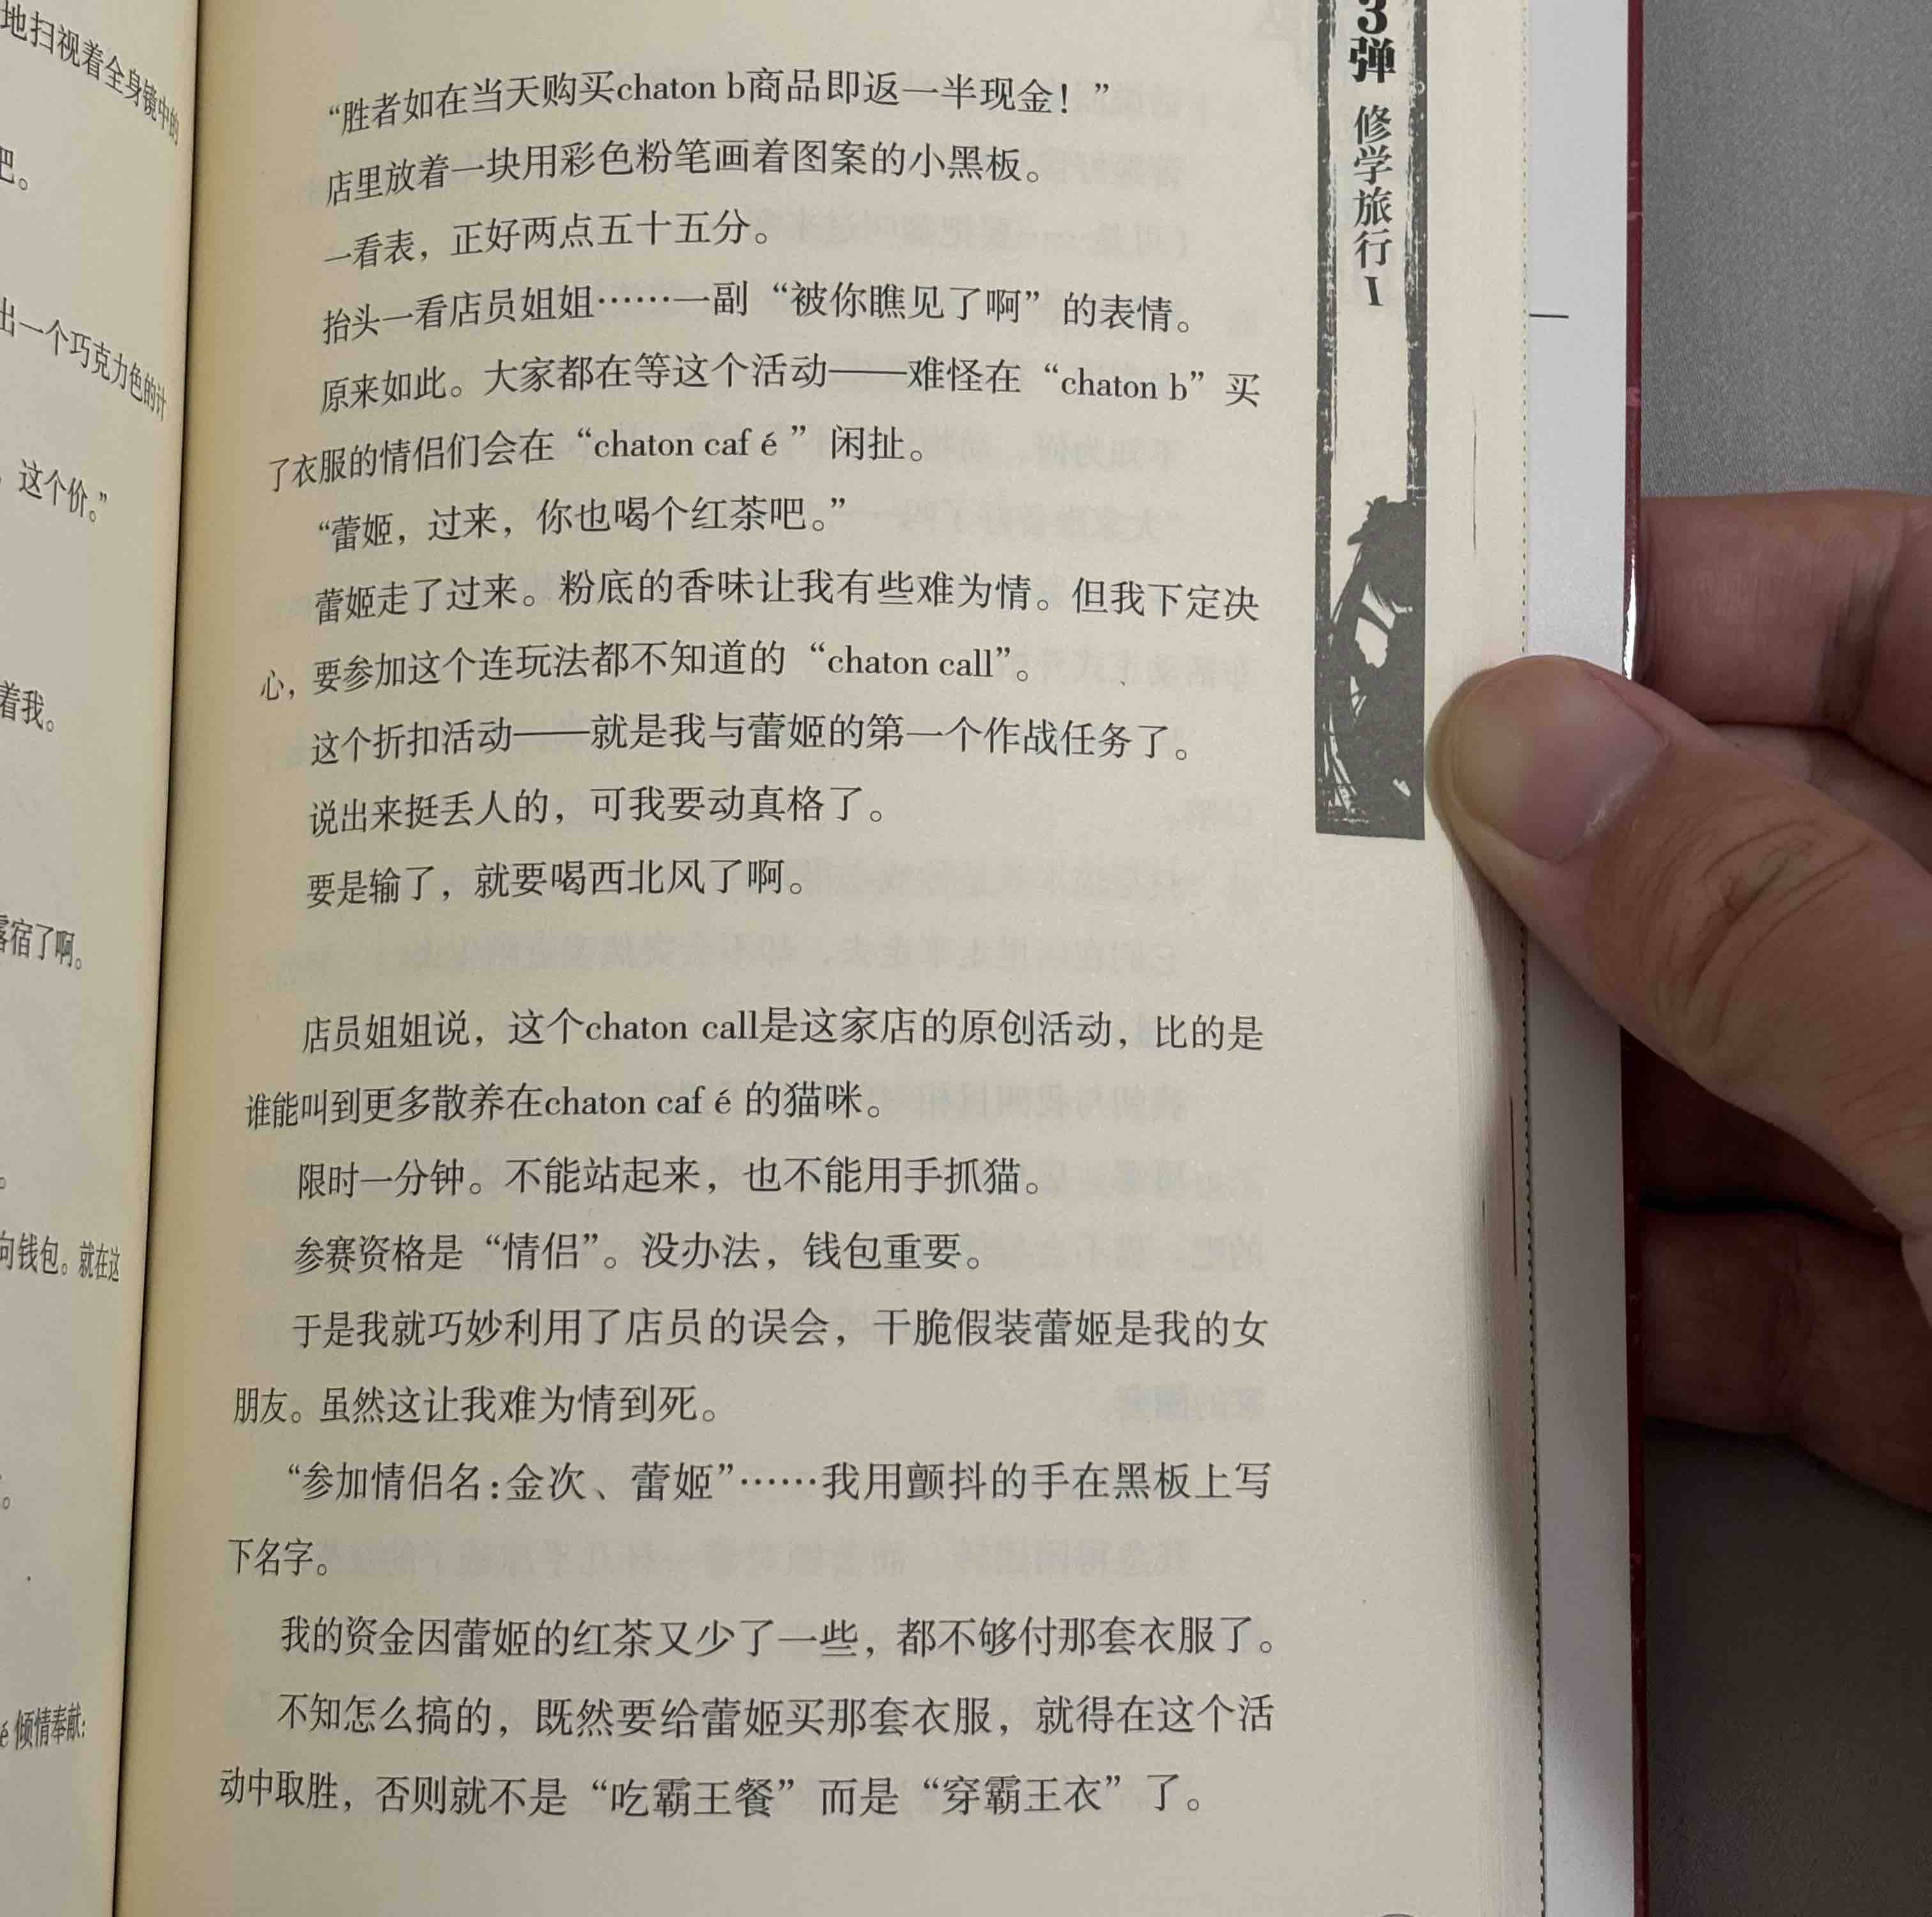 地扫视着全身镜中的
吧。
出一个巧克力色的计
，这个价。”
着我。
宿了啊。
。
向钱包。就在这
。
é 倾情奉献：
“胜者如在当天购买chaton b商品即返一半现金！”
店里放着一块用彩色粉笔画着图案的小黑板。
一看表，正好两点五十五分。
抬头一看店员姐姐……一副“被你瞧见了啊”的表情。
原来如此。大家都在等这个活动——难怪在“chaton b”买
了衣服的情侣们会在“chaton caf é ”闲扯。
“蕾姬，过来，你也喝个红茶吧。”
蕾姬走了过来。粉底的香味让我有些难为情。但我下定决
心，要参加这个连玩法都不知道的“chaton call”。
这个折扣活动——就是我与蕾姬的第一个作战任务了。
说出来挺丢人的，可我要动真格了。
要是输了，就要喝西北风了啊。
店员姐姐说，这个chaton call是这家店的原创活动，比的是
谁能叫到更多散养在chaton caf é 的猫咪。
限时一分钟。不能站起来，也不能用手抓猫。
参赛资格是“情侣”。没办法，钱包重要。
于是我就巧妙利用了店员的误会，干脆假装蕾姬是我的女
朋友。虽然这让我难为情到死。
“参加情侣名：金次、蕾姬”……我用颤抖的手在黑板上写
下名字。
我的资金因蕾姬的红茶又少了一些，都不够付那套衣服了。
不知怎么搞的，既然要给蕾姬买那套衣服，就得在这个活
动中取胜，否则就不是“吃霸王餐”而是“穿霸王衣”了。
3弹 修学旅行I